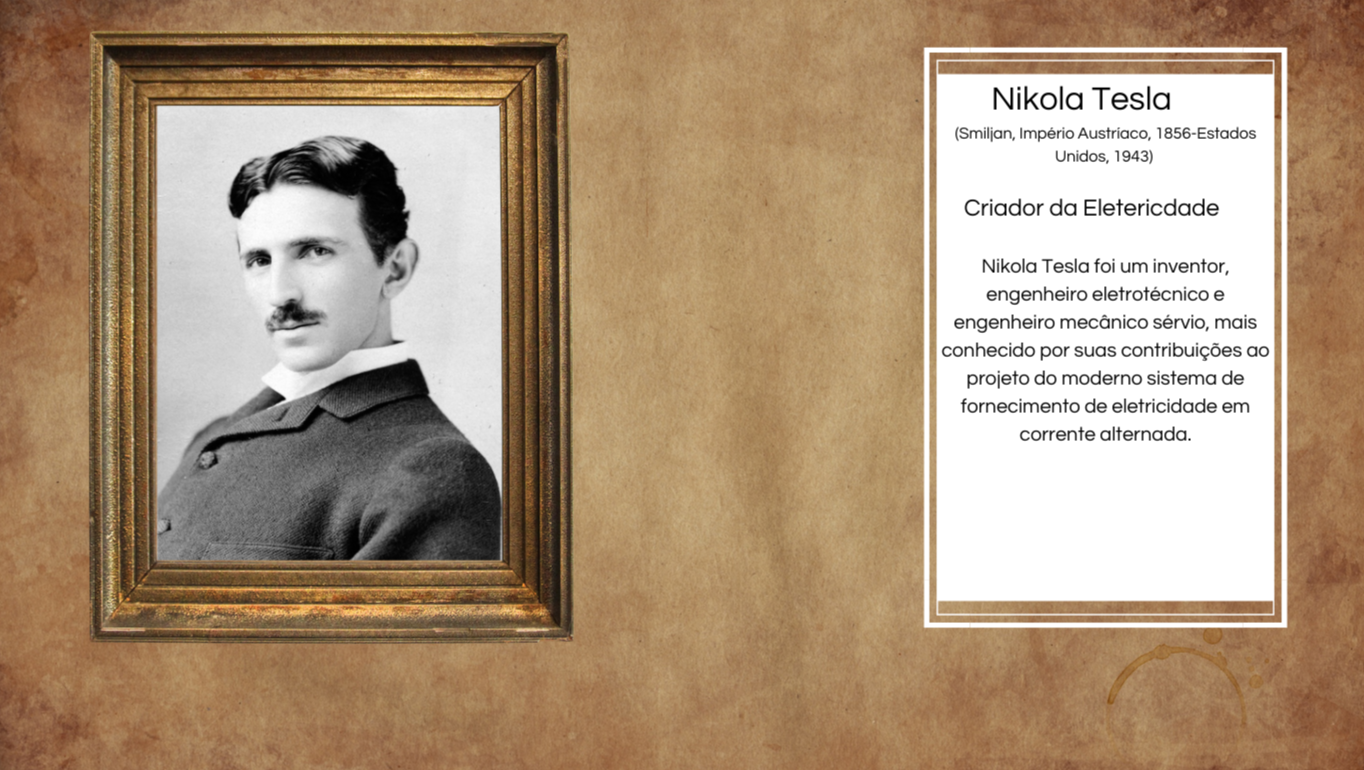 Nikola Tesla
(Smiljan, Império Austríaco, 1856-Estados
Unidos, 1943)
Criador da Eletericdade
Nikola Tesla foi um inventor,
engenheiro eletrotécnico e
engenheiro mecânico sérvio, mais
conhecido por suas contribuições ao
projeto do moderno sistema de
fornecimento de eletricidade em
corrente alternada.